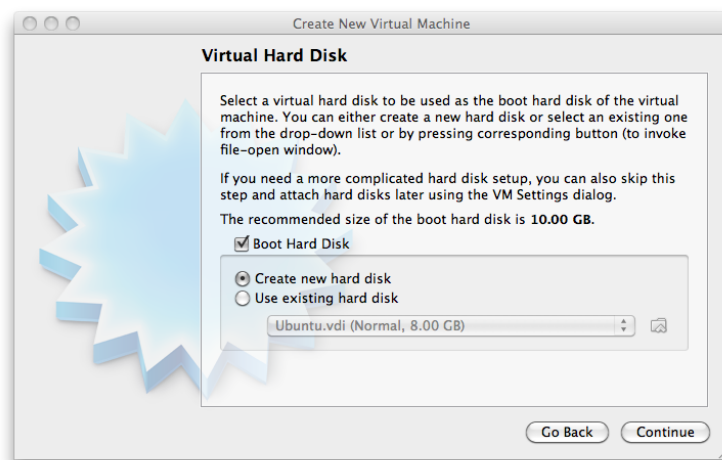 Create New Virtual Machine
Virtual Hard Disk
Select a virtual hard disk to be used as the boot hard disk of the virtual
machine. You can either create a new hard disk or select an existing one
from the drop-down list or by pressing corresponding button (to invoke
file-open window).
If you need a more complicated hard disk setup, you can also skip this
step and attach hard disks later using the VM Settings dialog.
The recommended size of the boot hard disk is 10.00 GB.
Boot Hard Disk
Create new hard disk
Use existing hard disk
Ubuntu.vdi (Normal, 8.00 GB)
Go Back Continue